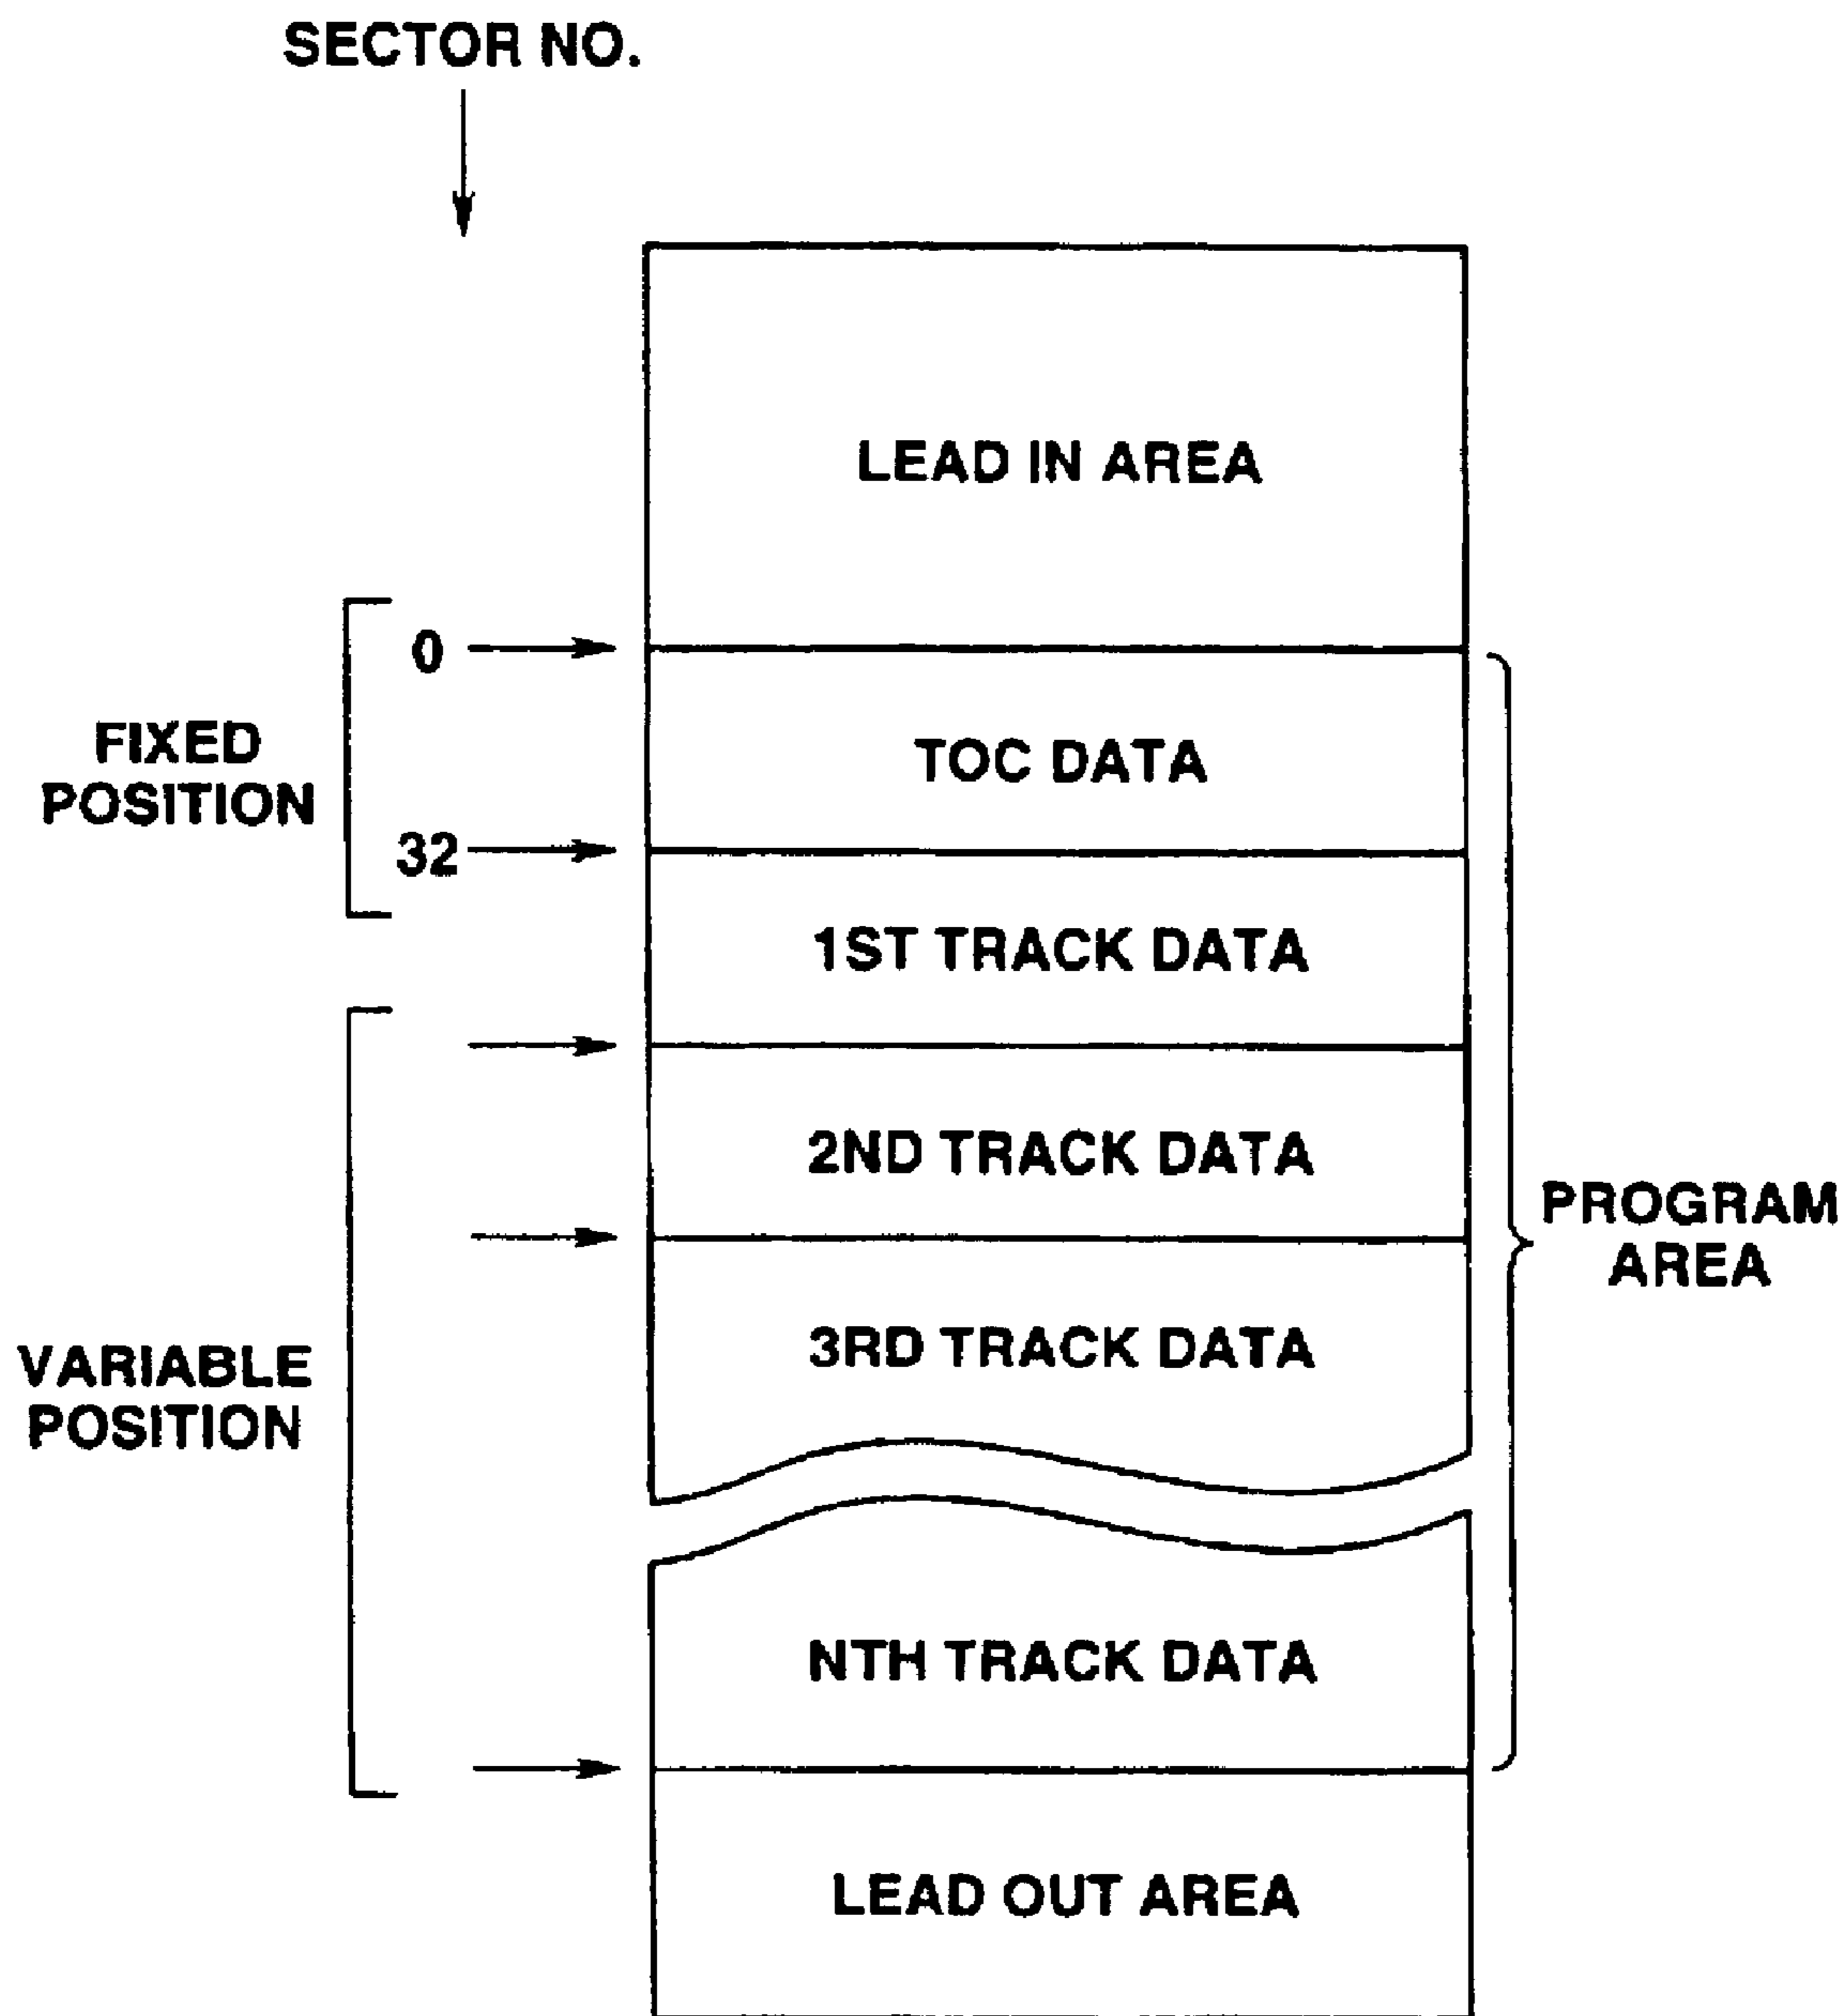 SECTOR NO.
LEAD IN AREA
0
FIXED
POSITION
TOC DATA
32
1ST TRACK DATA
2ND TRACK DATA
PROGRAM
AREA
3RD TRACK DATA
VARIABLE
POSITION
NTH TRACK DATA
LEAD OUT AREA